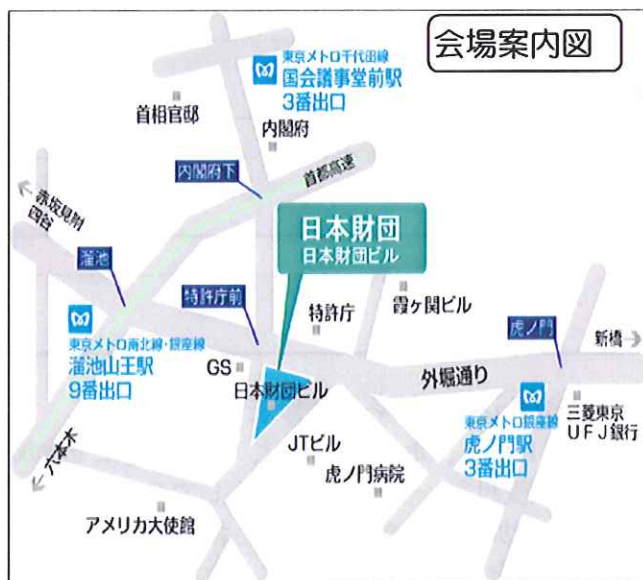 会場案内図
東京メトロ千代田線
国会議事堂前駅
3番出口
首相官邸
内閣府
内閣府下
首都高速
←赤坂見附
四谷
日本財団
日本財団ビル
溜池
特許庁前
特許庁
霞ヶ関ビル
虎ノ門
新橋→
東京メトロ南北線・銀座線
溜池山王駅
9番出口
GS
外堀通り
日本財団ビル
三菱東京
UFJ銀行
東京メトロ銀座線
虎ノ門駅
3番出口
JTビル
虎ノ門病院
←六本木
アメリカ大使館